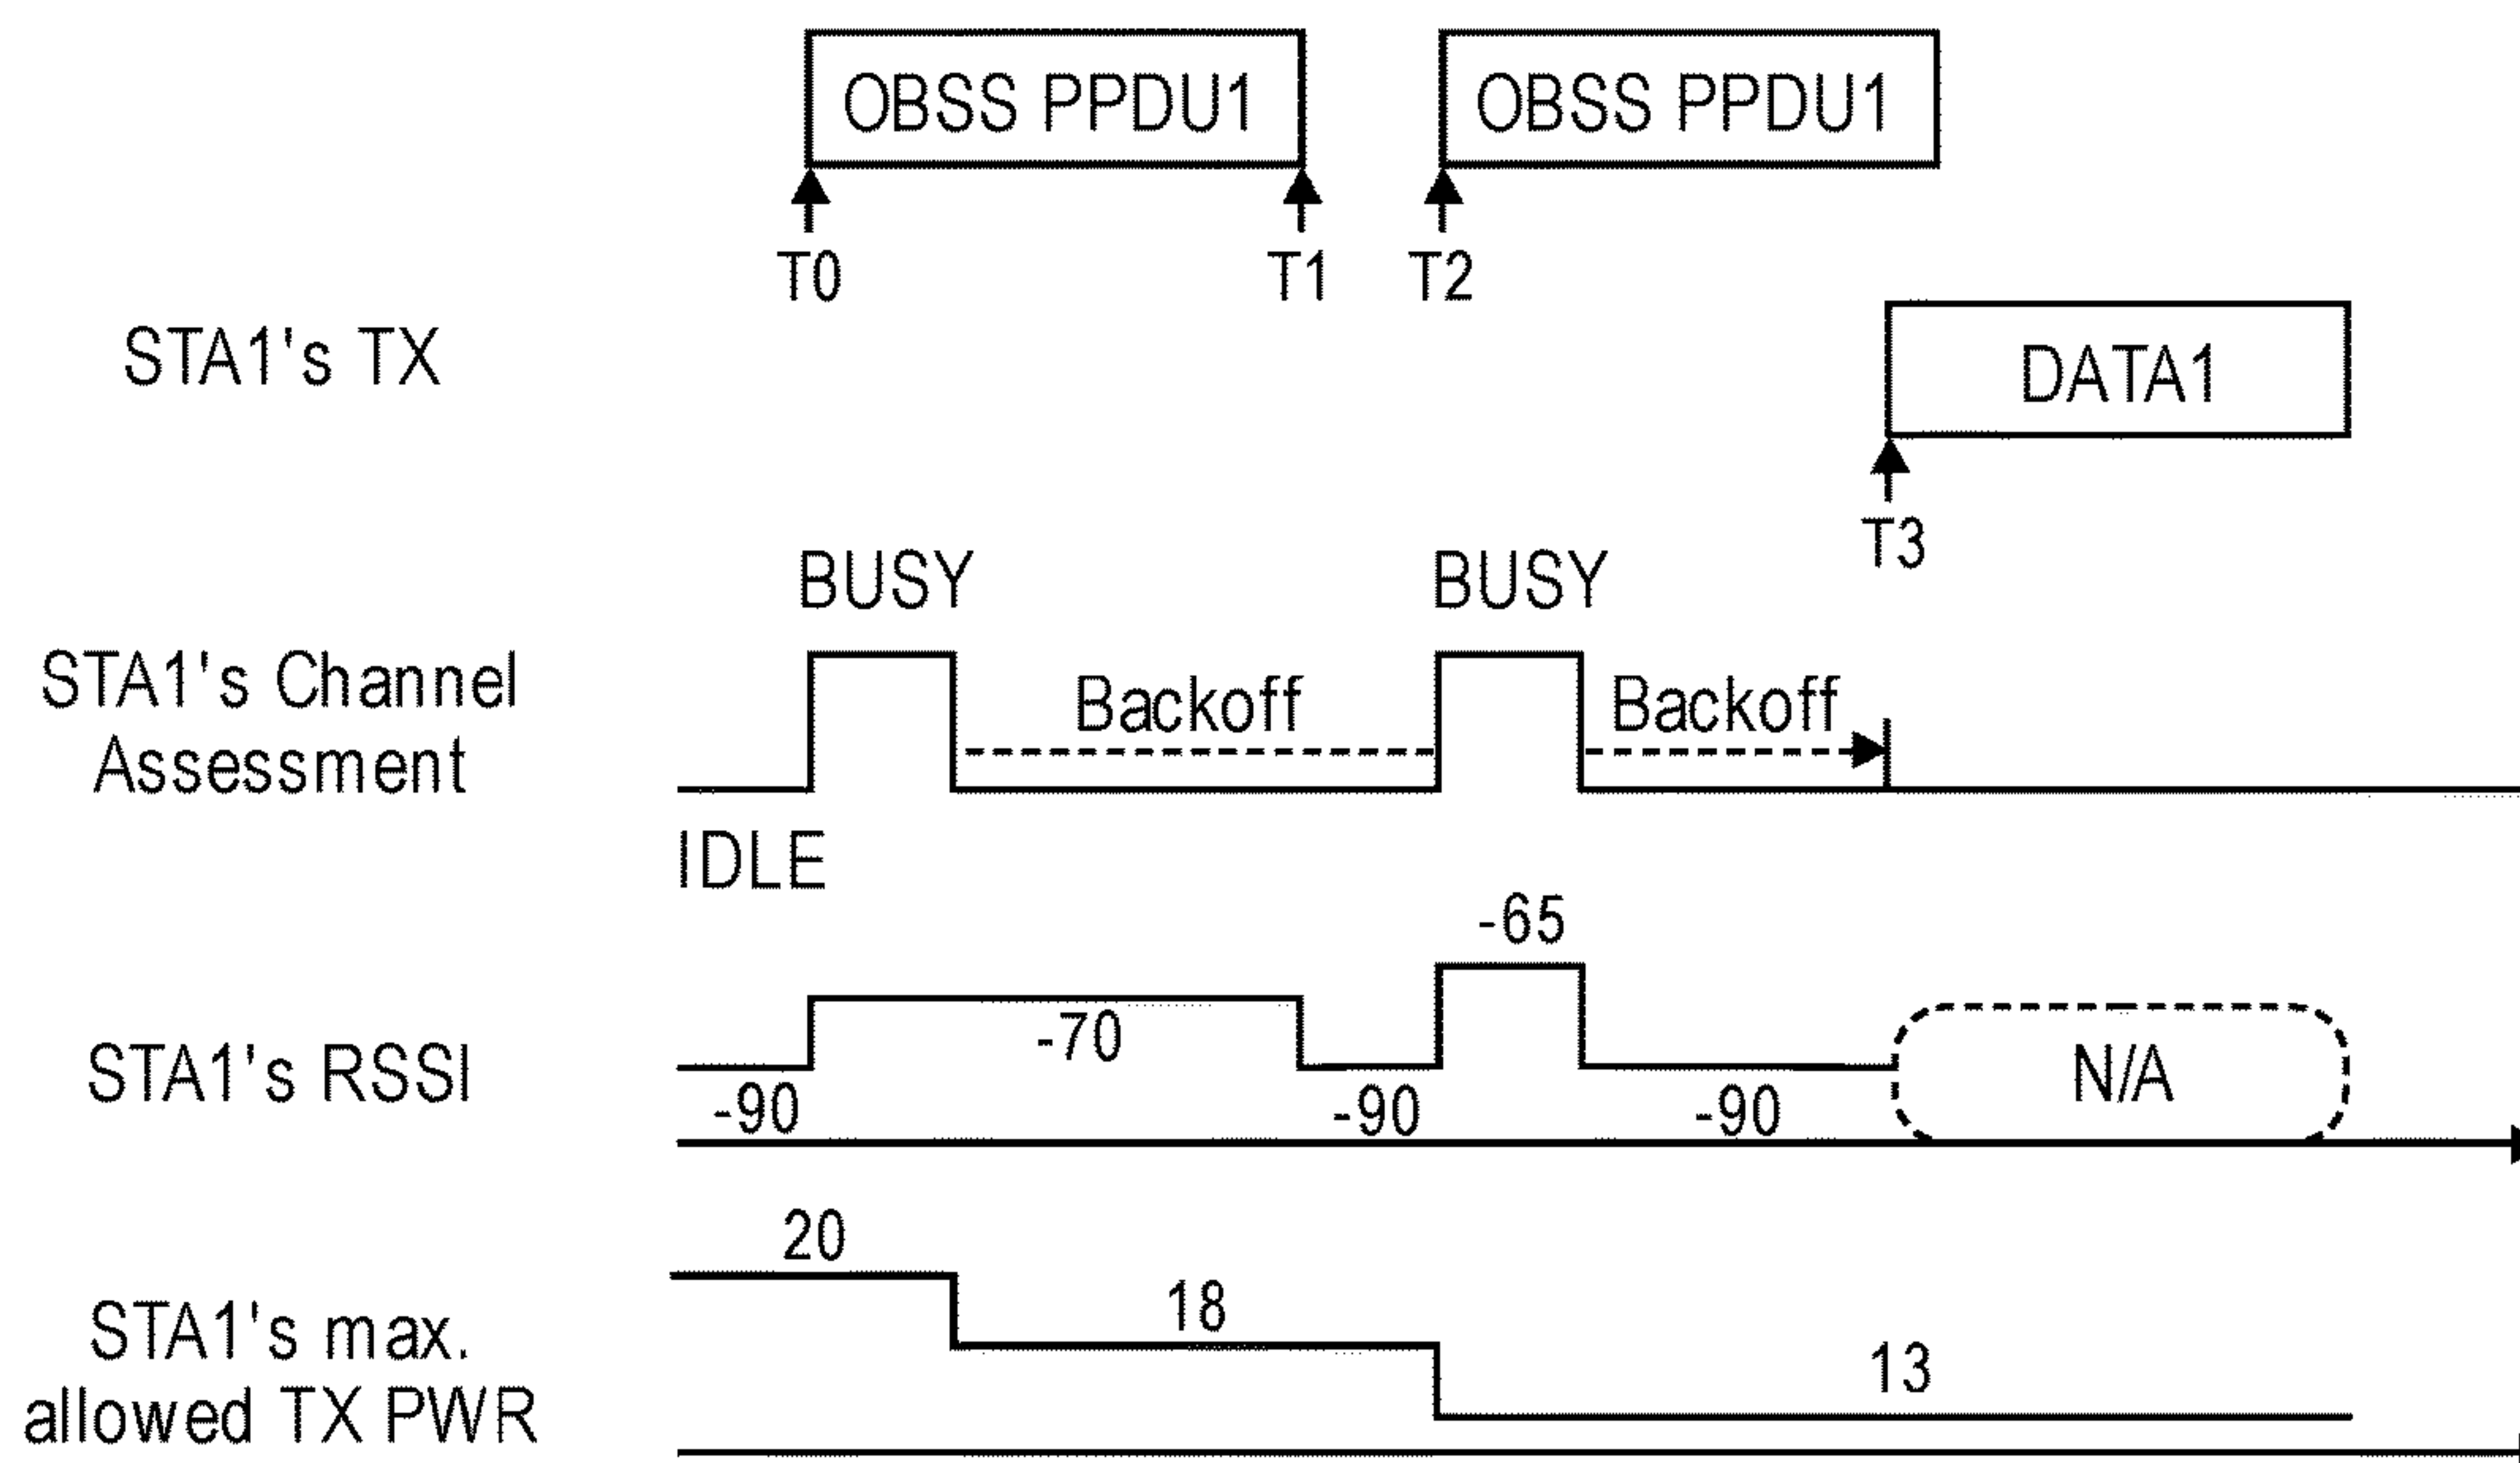 OBSS PPDU1 OBSS PPDU1
T0 T1 T2
STA1's TX DATA1
T3
BUSY BUSY
STA1's Channel Assessment Backoff Backoff
IDLE
-65
STA1's RSSI -90 -70 -90 -90 N/A
20
STA1's max. 18
allowed TX PWR 13